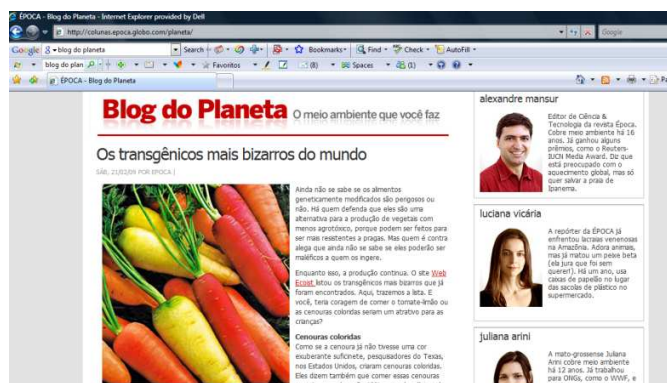 ÉPOCA - Blog do Planeta - Internet Explorer provided by Dell
http://colunas.epoca.globo.com/planeta/
Google
Google
blog do planeta
Search
Bookmarks
Find
Check
AutoFill
blog do plan
Favoritos
(8)
Spaces
(1)
ÉPOCA - Blog do Planeta
Blog do Planeta O meio ambiente que você faz
Os transgênicos mais bizarros do mundo
SÁB, 21/02/09 POR EPOCA |
Ainda não se sabe se os alimentos
geneticamente modificados são perigosos ou
não. Há quem defenda que eles são uma
alternativa para a produção de vegetais com
menos agrotóxico, porque podem ser feitos para
ser mais resistentes a pragas. Mas quem é contra
alega que ainda não se sabe se eles poderão ser
maléficos a quem os ingere.
Enquanto isso, a produção continua. O site Web
Ecost listou os transgênicos mais bizarros que já
foram encontrados. Aqui, trazemos a lista. E
você, teria coragem de comer o tomate-limão ou
as cenouras coloridas seriam um atrativo para as
crianças?
Cenouras coloridas
Como se a cenoura já não tivesse uma cor
exuberante suficiente, pesquisadores do Texas,
nos Estados Unidos, criaram cenouras coloridas.
Eles dizem também que comer essas cenouras
alexandre mansur
Editor de Ciência &
Tecnologia da revista Época.
Cobre meio ambiente há 16
anos. Já ganhou alguns
prêmios, como o Reuters-
IUCN Media Award. Diz que
está preocupado com o
aquecimento global, mas só
quer salvar a praia de
Ipanema.
luciana vicária
A repórter da ÉPOCA já
enfrentou lacraias venenosas
na Amazônia. Adora animais,
mas já matou um peixe beta
(ela jura que foi sem
querer!). Há um ano, usa
caixas de papelão no lugar
das sacolas de plástico no
supermercado.
juliana arini
A mato-grossense Juliana
Arini cobre meio ambiente
há 12 anos. Já trabalhou
para ONGs, como o WWF, e